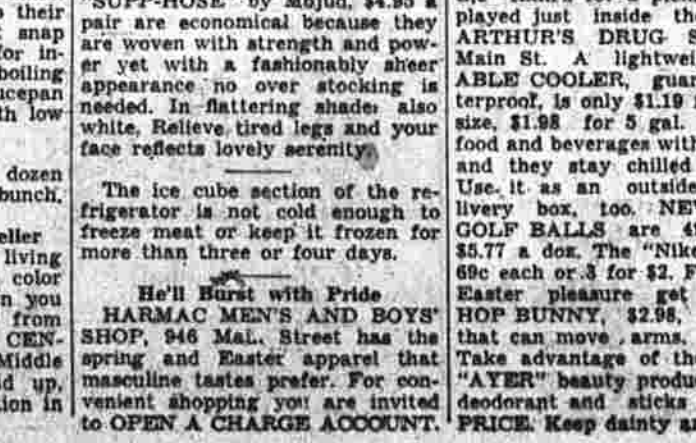 their
snap
for in-
boiling
ucepan
th low
dozen
bunch.
eller
living
color
n you
from
CEN-
Middle
d up,
ion in
"SUPP-HOSE" by Mojud, $4.95 a
pair are economical because they
are woven with strength and pow-
er yet with a fashionably sheer
appearance no over stocking is
needed. In flattering shades also
white. Relieve tired legs and your
face reflects lovely serenity.
The ice cube section of the re-
frigerator is not cold enough to
freeze meat or keep it frozen for
more than three or four days.
He'll Burst with Pride
HARMAC MEN'S AND BOYS'
SHOP, 946 Main Street has the
spring and Easter apparel that
masculine tastes prefer. For con-
venient shopping you are invited
to OPEN A CHARGE ACCOUNT.
played just inside th
ARTHUR'S DRUG S
Main St. A lightwei
ABLE COOLER, gua
terproof, is only $1.19
size, $1.98 for 5 gal.
food and beverages with
and they stay chilled
Use it as an outside
livery box, too. NE
GOLF BALLS are 4
$5.77 a doz. The "Nike
69c each or 3 for $2. F
Easter pleasure get
HOP BUNNY, $2.98,
that can move arms.
Take advantage of th
"AYER" beauty produ
deodorant and sticks
PRICE. Keep dainty a